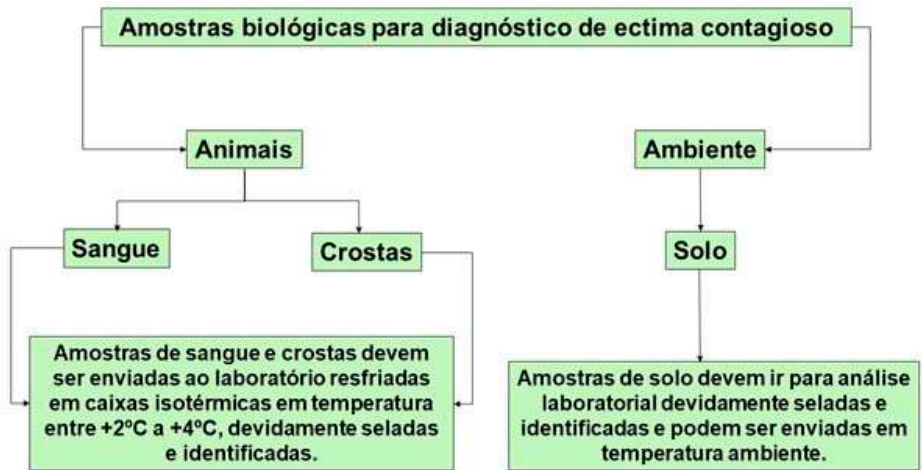 Amostras biológicas para diagnóstico de ectima contagioso
Animais
Ambiente
Sangue
Crostas
Solo
Amostras de sangue e crostas devem
ser enviadas ao laboratório resfriadas
em caixas isotérmicas em temperatura
entre +2ºC a +4ºC, devidamente seladas
e identificadas.
Amostras de solo devem ir para análise
laboratorial devidamente seladas e
identificadas e podem ser enviadas em
temperatura ambiente.